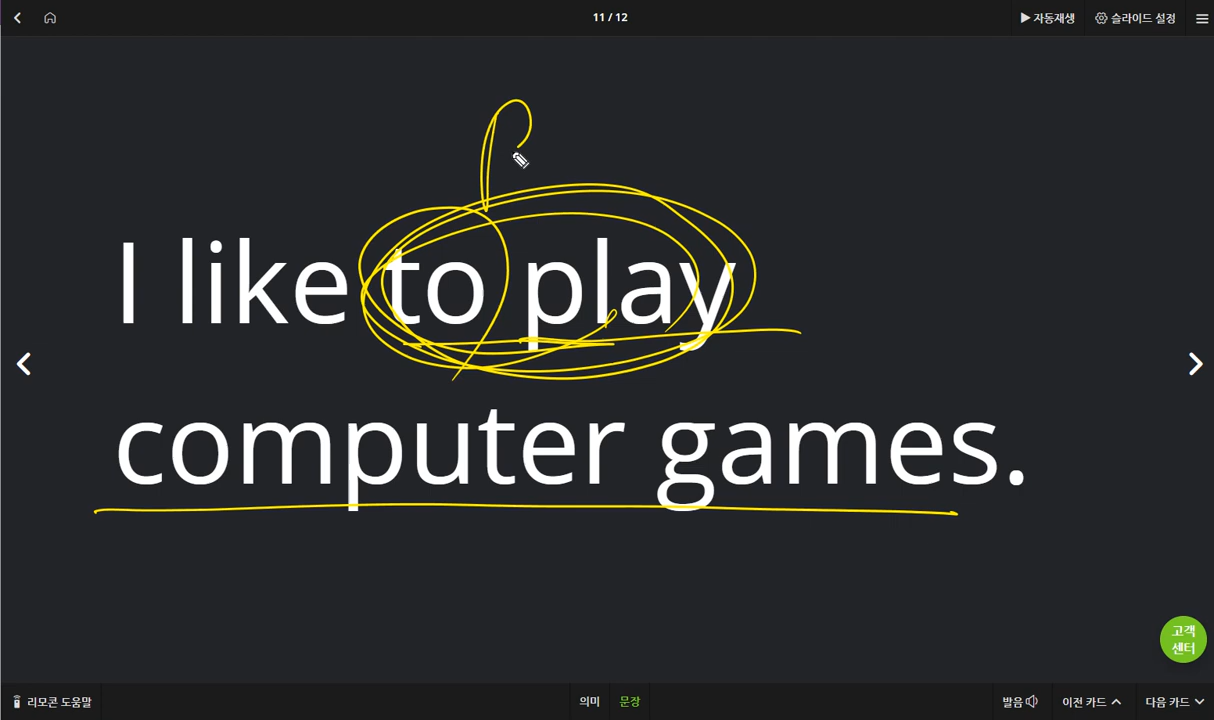 11 / 12
자동재생
슬라이드 설정
I like to play
computer games.
고객
센터
리모콘 도움말
의미
문장
발음
이전 카드
다음 카드